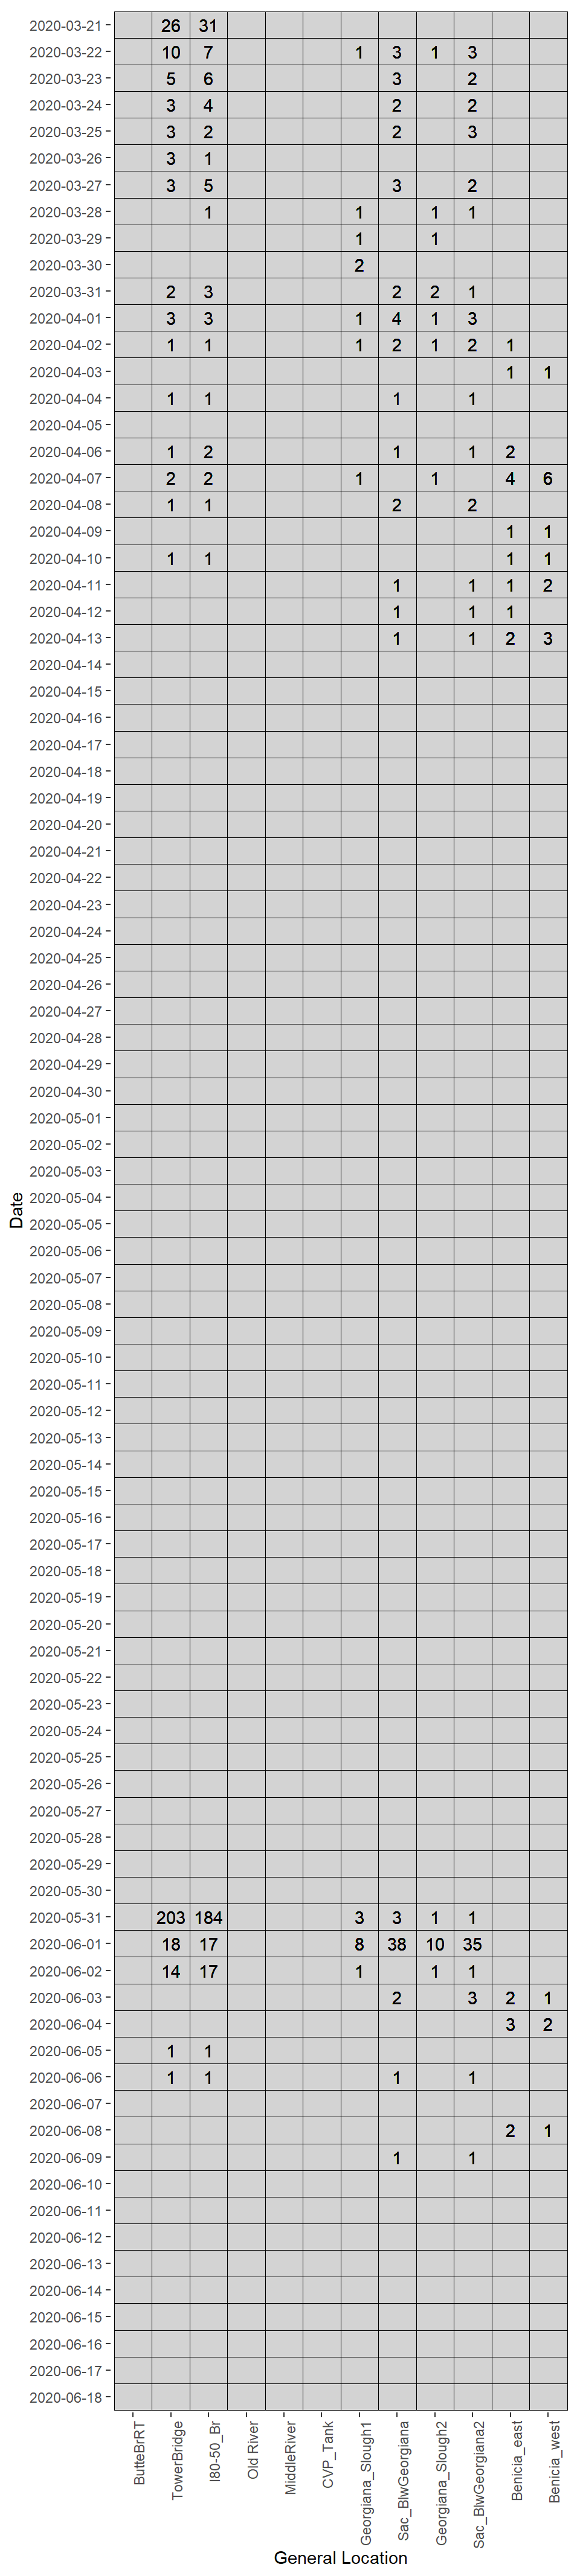 2020-03-21 26 31
2020-03-22 10 7 1 3 1 3
2020-03-23 5 6 3 2
2020-03-24 3 4 2 2
2020-03-25 3 2 2 3
2020-03-26 3 1
2020-03-27 3 5 3 2
2020-03-28 1 1 1 1
2020-03-29 1 1
2020-03-30 2
2020-03-31 2 3 2 2 1
2020-04-01 3 3 1 4 1 3
2020-04-02 1 1 1 2 1 2 1
2020-04-03 1 1
2020-04-04 1 1 1 1
2020-04-05
2020-04-06 1 2 1 1 2
2020-04-07 2 2 1 1 4 6
2020-04-08 1 1 2 2
2020-04-09 1 1
2020-04-10 1 1 1 1
2020-04-11 1 1 1 2
2020-04-12 1 1 1
2020-04-13 1 1 2 3
2020-04-14
2020-04-15
2020-04-16
2020-04-17
2020-04-18
2020-04-19
2020-04-20
2020-04-21
2020-04-22
2020-04-23
2020-04-24
2020-04-25
2020-04-26
2020-04-27
2020-04-28
2020-04-29
2020-04-30
2020-05-01
2020-05-02
2020-05-03
2020-05-04
Date
2020-05-05
2020-05-06
2020-05-07
2020-05-08
2020-05-09
2020-05-10
2020-05-11
2020-05-12
2020-05-13
2020-05-14
2020-05-15
2020-05-16
2020-05-17
2020-05-18
2020-05-19
2020-05-20
2020-05-21
2020-05-22
2020-05-23
2020-05-24
2020-05-25
2020-05-26
2020-05-27
2020-05-28
2020-05-29
2020-05-30
2020-05-31 203 184 3 3 1 1
2020-06-01 18 17 8 38 10 35
2020-06-02 14 17 1 1 1
2020-06-03 2 3 2 1
2020-06-04 3 2
2020-06-05 1 1
2020-06-06 1 1 1 1
2020-06-07
2020-06-08 2 1
2020-06-09 1 1
2020-06-10
2020-06-11
2020-06-12
2020-06-13
2020-06-14
2020-06-15
2020-06-16
2020-06-17
2020-06-18
ButteBrRT
TowerBridge
I80-50_Br
Old River
MiddleRiver
CVP_Tank
Georgiana_Slough1
Sac_BlwGeorgiana
Georgiana_Slough2
Sac_BlwGeorgiana2
Benicia_east
Benicia_west
General Location